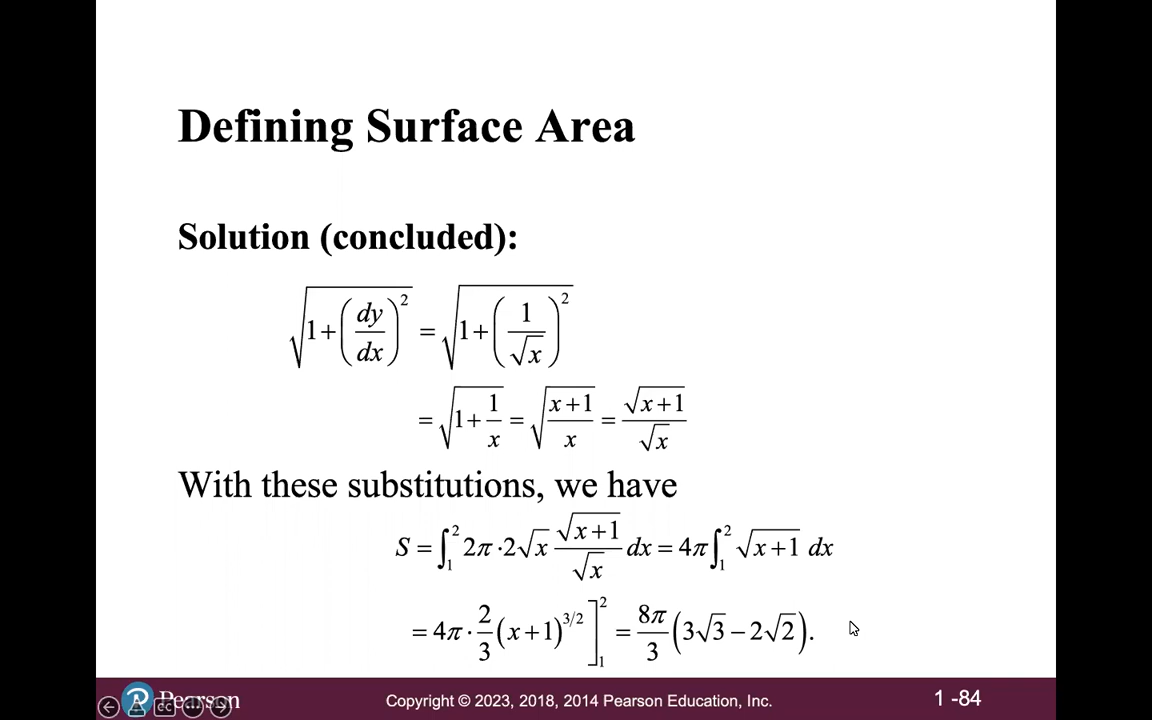 Defining Surface Area
Solution (concluded):
√(1+(dy/dx)²) = √(1+(1/√x)²)
= √(1+1/x) = √((x+1)/x) = √(x+1)/√x
With these substitutions, we have
S = ∫₁² 2π·2√x √(x+1)/√x dx = 4π∫₁² √(x+1) dx
= 4π·2/3(x+1)^(3/2)]₁² = 8π/3(3√3−2√2).
Pearson
Copyright © 2023, 2018, 2014 Pearson Education, Inc.
1 -84